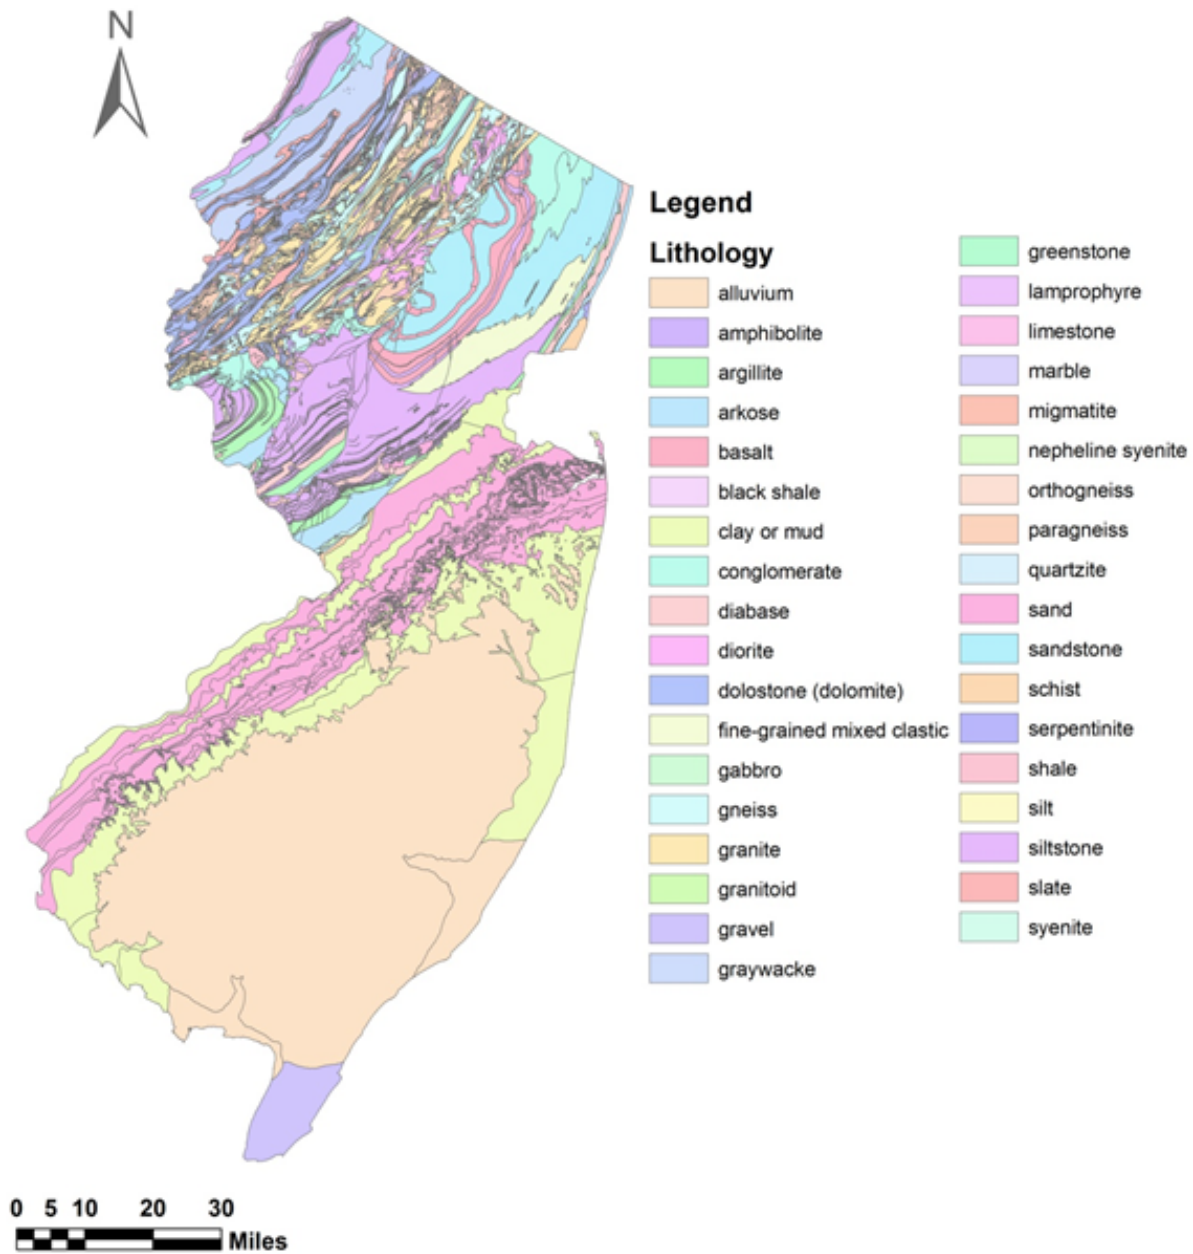 N
Legend
Lithology
alluvium
amphibolite
argillite
arkose
basalt
black shale
clay or mud
conglomerate
diabase
diorite
dolostone (dolomite)
fine-grained mixed clastic
gabbro
gneiss
granite
granitoid
gravel
graywacke
greenstone
lamprophyre
limestone
marble
migmatite
nepheline syenite
orthogneiss
paragneiss
quartzite
sand
sandstone
schist
serpentinite
shale
silt
siltstone
slate
syenite
0 5 10 20 30
Miles